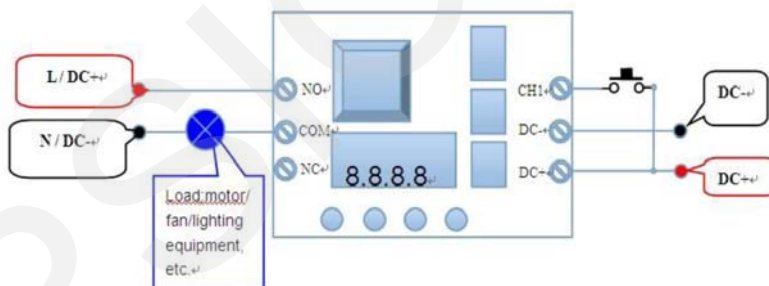 L / DC+↵
N / DC-↵
Load:motor/
fan/lighting
equipment,
etc.↵
NO↵
COM↵
NC↵
8.8.8.8↵
CH1↵
DC-↵
DC+↵
DC-↵
DC+↵